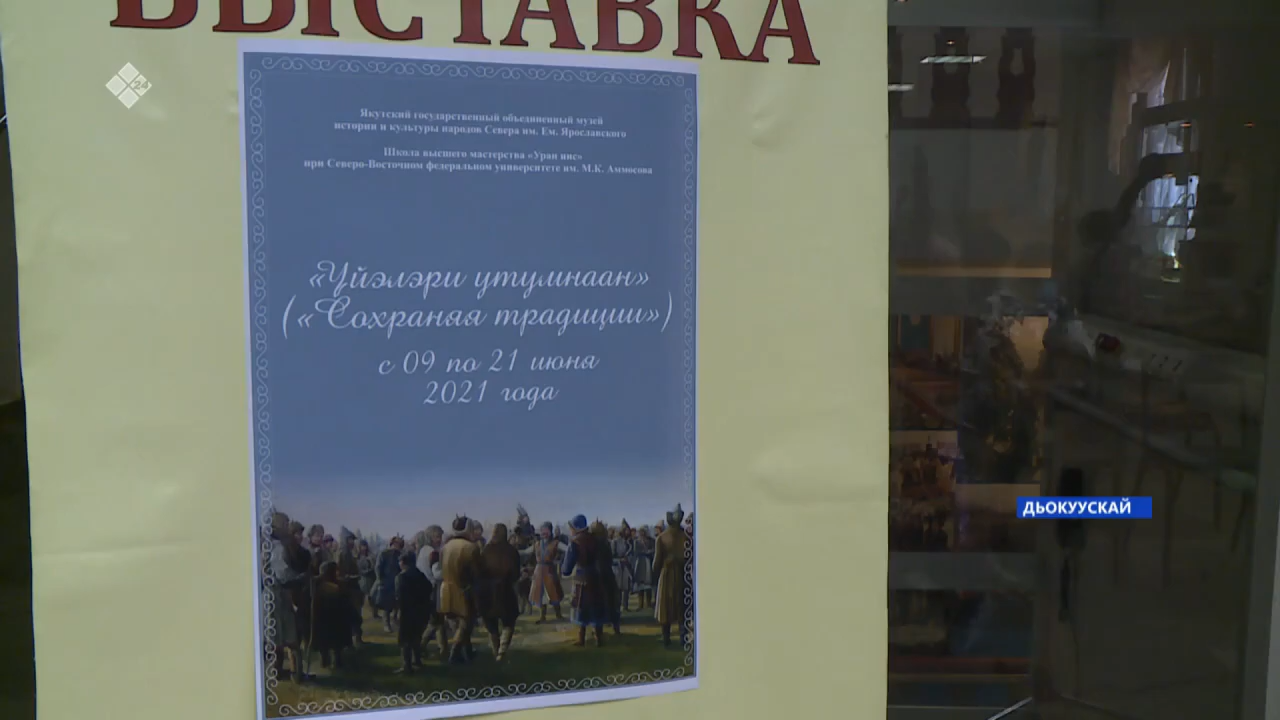 ВЫСТАВКА
24
Якутский государственный объединенный музей
истории и культуры народов Севера им. Ем. Ярославского
Школа высшего мастерства «Уран иис»
при Северо-Восточном федеральном университете им. М.К. Аммосова
«Үйэлэри утумнаан»
(«Сохраняя традиции»)
с 09 по 21 июня
2021 года
ДЬОКУУСКАЙ